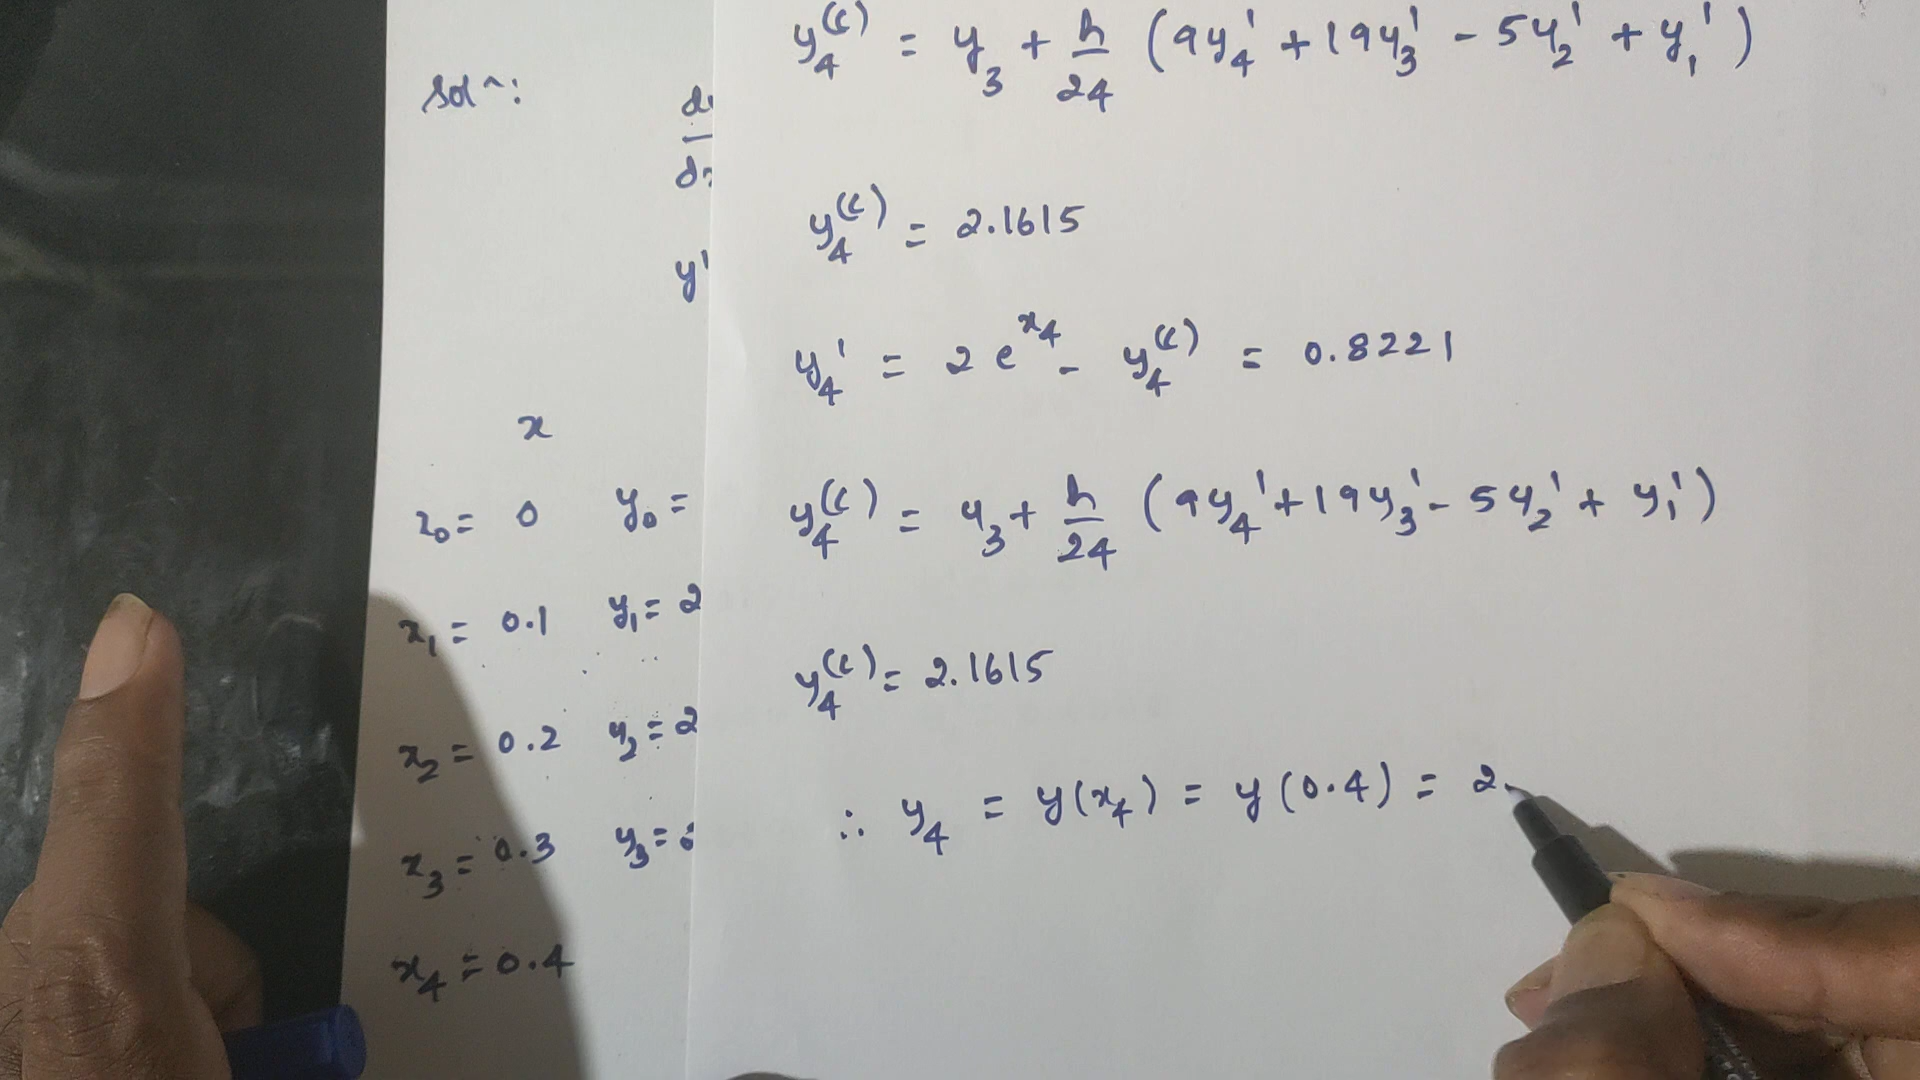 y₄⁽ᶜ⁾ = y₃ + h/24 (9y₄' + 19y₃' - 5y₂' + y₁')
Solⁿ:
y₄⁽ᶜ⁾ = 2.1615
y'
y₄' = 2e^x₄ - y₄⁽ᶜ⁾ = 0.8221
x
x₀ = 0 y₀ =
y₄⁽ᶜ⁾ = y₃ + h/24 (9y₄' + 19y₃' - 5y₂' + y₁')
x₁ = 0.1 y₁ = 2
y₄⁽ᶜ⁾ = 2.1615
x₂ = 0.2 y₂ = 2
∴ y₄ = y(x₄) = y(0.4) = 2.
x₃ = 0.3 y₃ =
x₄ = 0.4